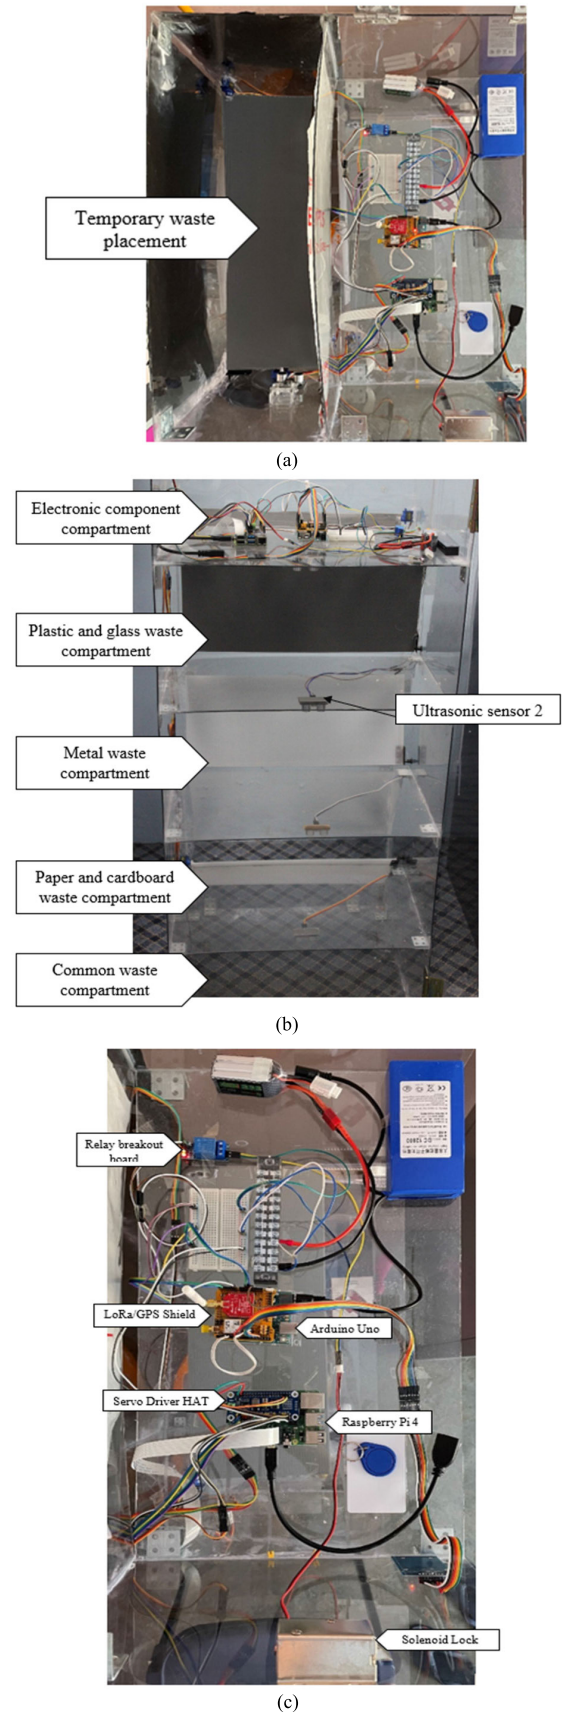 Temporary waste
placement
(a)
Electronic component
compartment
Plastic and glass waste
compartment
Ultrasonic sensor 2
Metal waste
compartment
Paper and cardboard
waste compartment
Common waste
compartment
(b)
Relay breakout
board
LoRa/GPS Shield
Arduino Uno
Servo Driver HAT
Raspberry Pi 4
Solenoid Lock
(c)